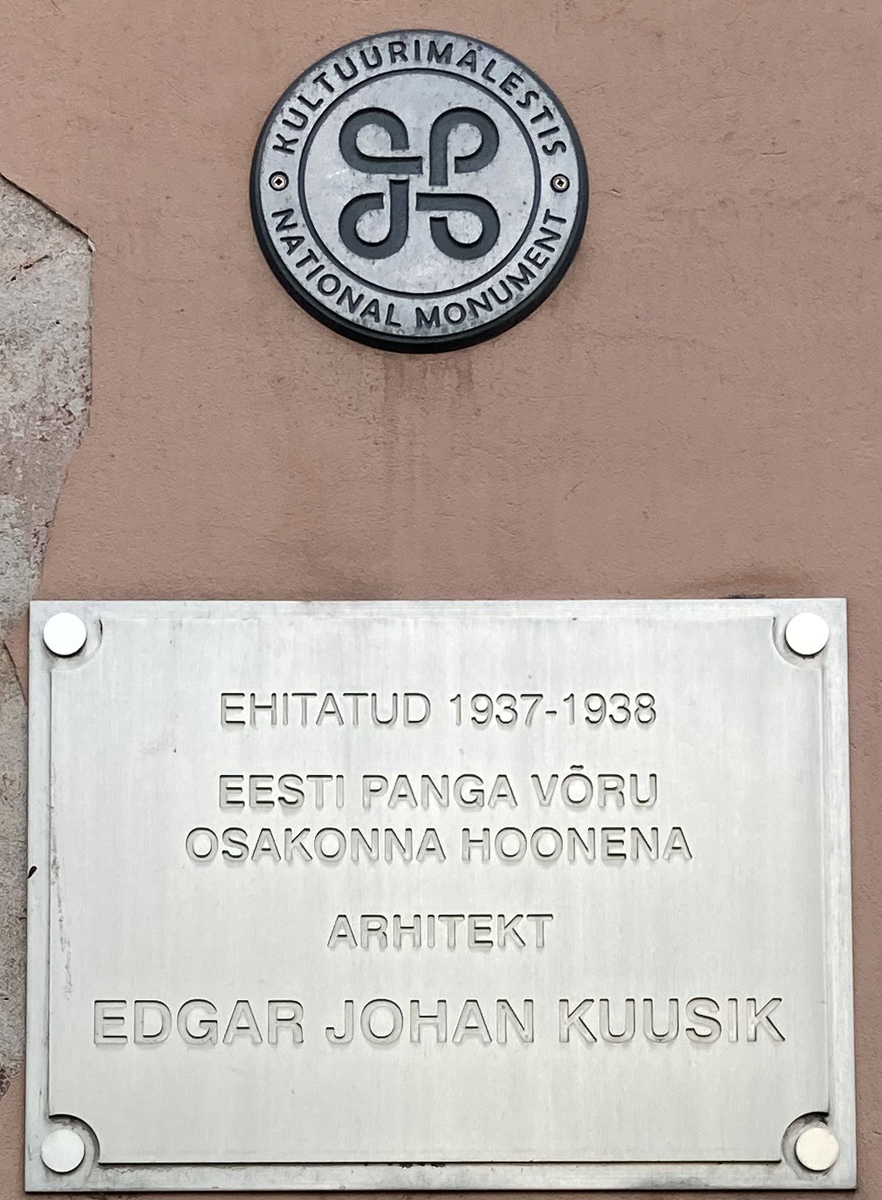 KULTUURIMÄLESTIS
NATIONAL MONUMENT
EHITATUD 1937-1938
EESTI PANGA VÕRU
OSAKONNA HOONENA
ARHITEKT
EDGAR JOHAN KUUSIK